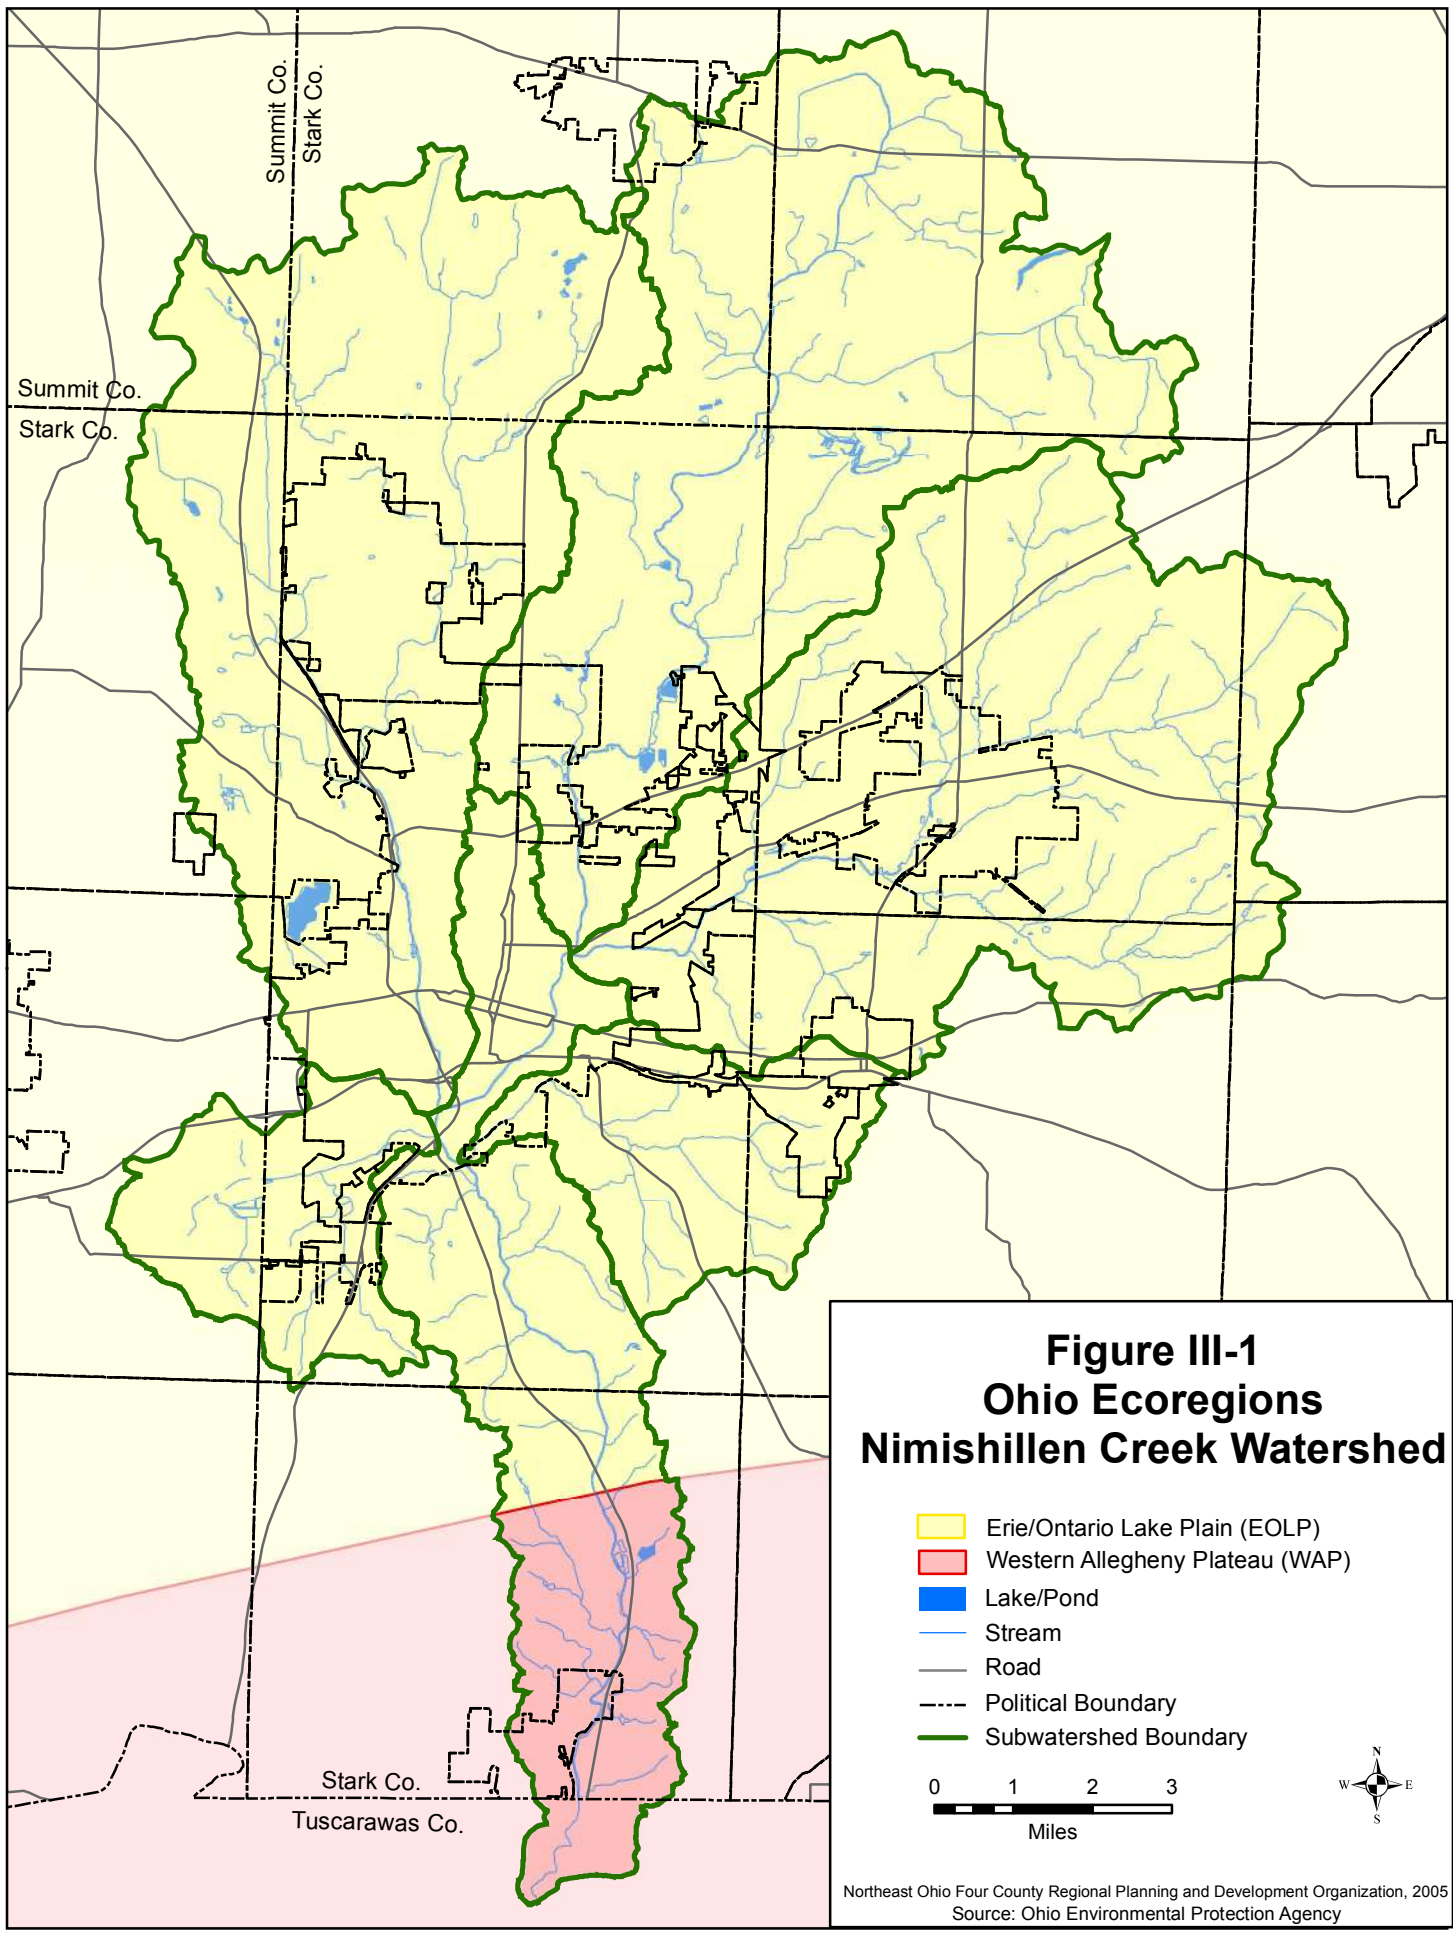 Summit Co.
Stark Co.
Summit Co.
Stark Co.
Figure III-1
Ohio Ecoregions
Nimishillen Creek Watershed
Erie/Ontario Lake Plain (EOLP)
Western Allegheny Plateau (WAP)
Lake/Pond
Stream
Road
Political Boundary
Subwatershed Boundary
0 1 2 3
Miles
N
W E
S
Stark Co.
Tuscarawas Co.
Northeast Ohio Four County Regional Planning and Development Organization, 2005
Source: Ohio Environmental Protection Agency